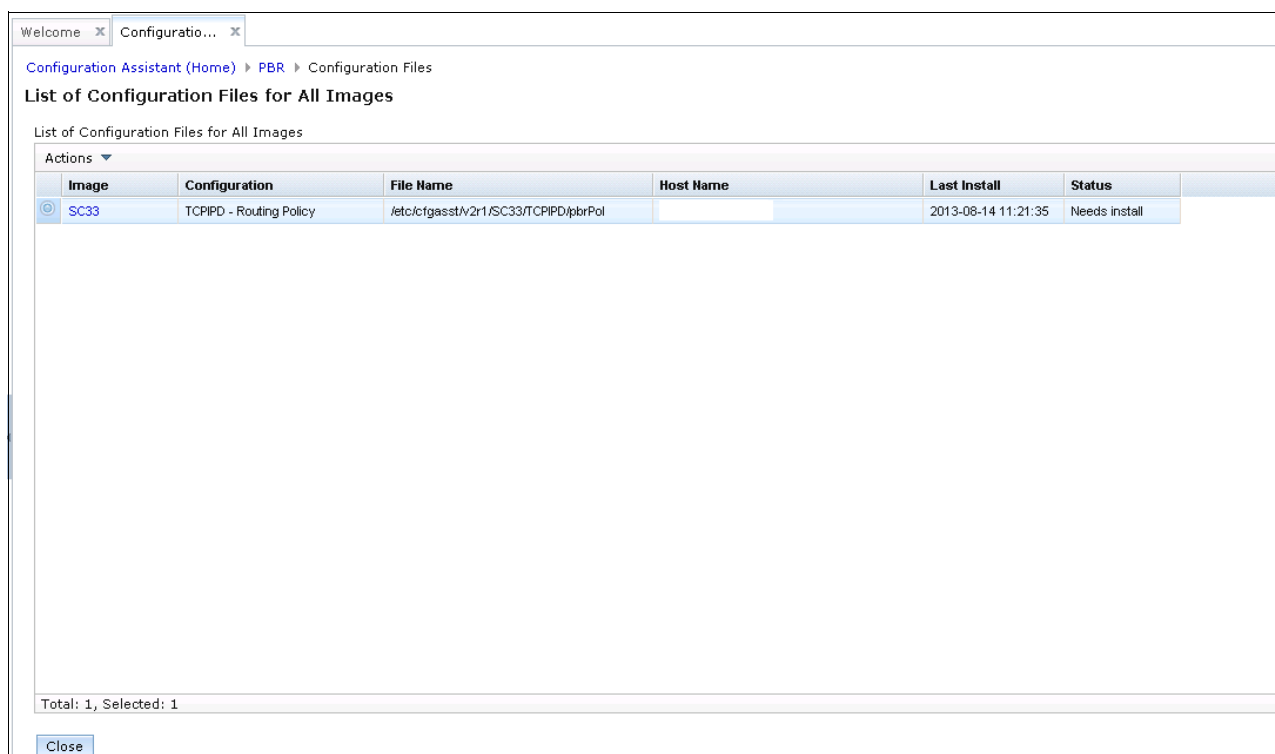 Welcome X Configuratio... X
Configuration Assistant (Home) PBR Configuration Files
List of Configuration Files for All Images
List of Configuration Files for All Images
Actions
Image Configuration File Name Host Name Last Install Status
SC33 TCPIPD - Routing Policy /etc/cfgasst/v2r1/SC33/TCPIPD/pbrPol 2013-08-14 11:21:35 Needs install
Total: 1, Selected: 1
Close